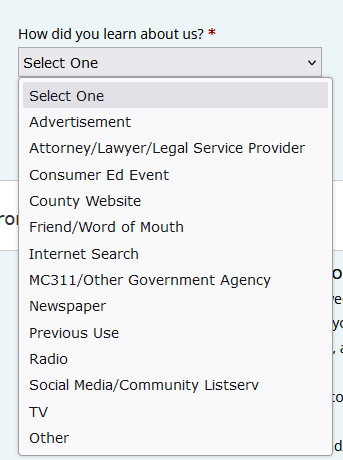 How did you learn about us? *
Select One
Select One
Advertisement
Attorney/Lawyer/Legal Service Provider
Consumer Ed Event
County Website
Friend/Word of Mouth
Internet Search
MC311/Other Government Agency
Newspaper
Previous Use
Radio
Social Media/Community Listserv
TV
Other